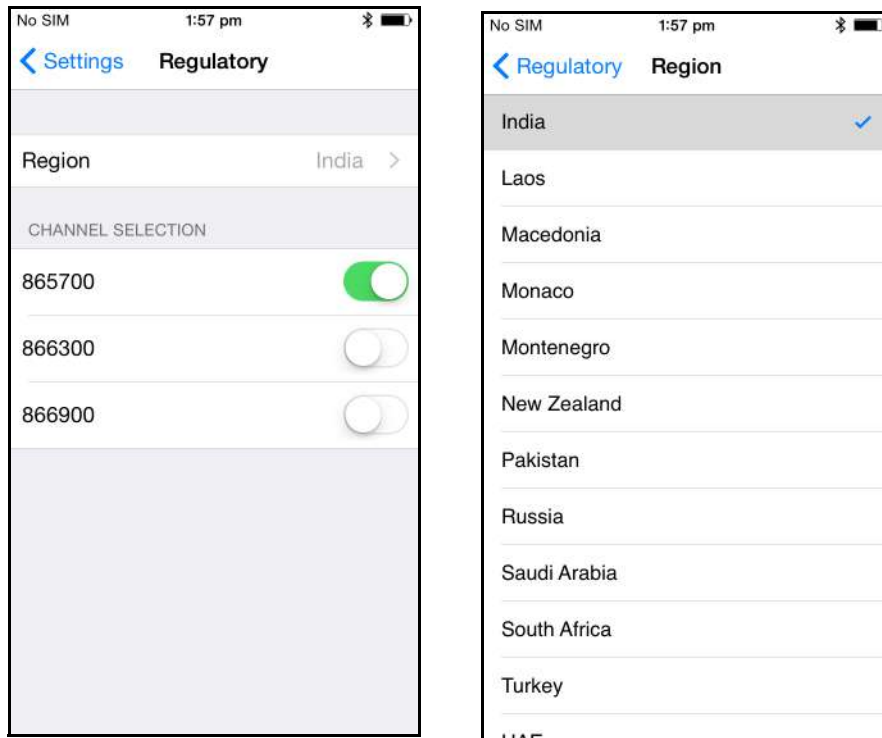 No SIM 1:57 pm
Settings Regulatory
Region India
CHANNEL SELECTION
865700
866300
866900
No SIM 1:57 pm
Regulatory Region
India
Laos
Macedonia
Monaco
Montenegro
New Zealand
Pakistan
Russia
Saudi Arabia
South Africa
Turkey
UAE